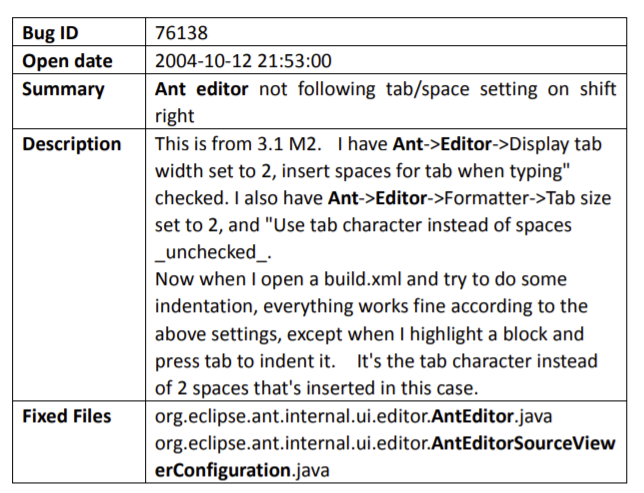 Bug ID 76138
Open date 2004-10-12 21:53:00
Summary Ant editor not following tab/space setting on shift
right
Description This is from 3.1 M2. I have Ant->Editor->Display tab
width set to 2, insert spaces for tab when typing"
checked. I also have Ant->Editor->Formatter->Tab size
set to 2, and "Use tab character instead of spaces
_unchecked_.
Now when I open a build.xml and try to do some
indentation, everything works fine according to the
above settings, except when I highlight a block and
press tab to indent it. It's the tab character instead
of 2 spaces that's inserted in this case.
Fixed Files org.eclipse.ant.internal.ui.editor.AntEditor.java
org.eclipse.ant.internal.ui.editor.AntEditorSourceView
erConfiguration.java